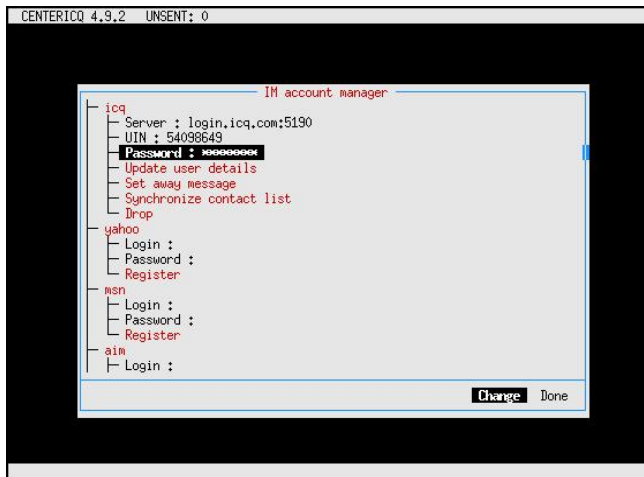 CENTERICQ 4.9.2 UNSENT: 0
IM account manager
icq
Server : login.icq.com:5190
UIN : 54098649
Password : ********
Update user details
Set away message
Synchronize contact list
Drop
yahoo
Login :
Password :
Register
msn
Login :
Password :
Register
aim
Login :
Change Done